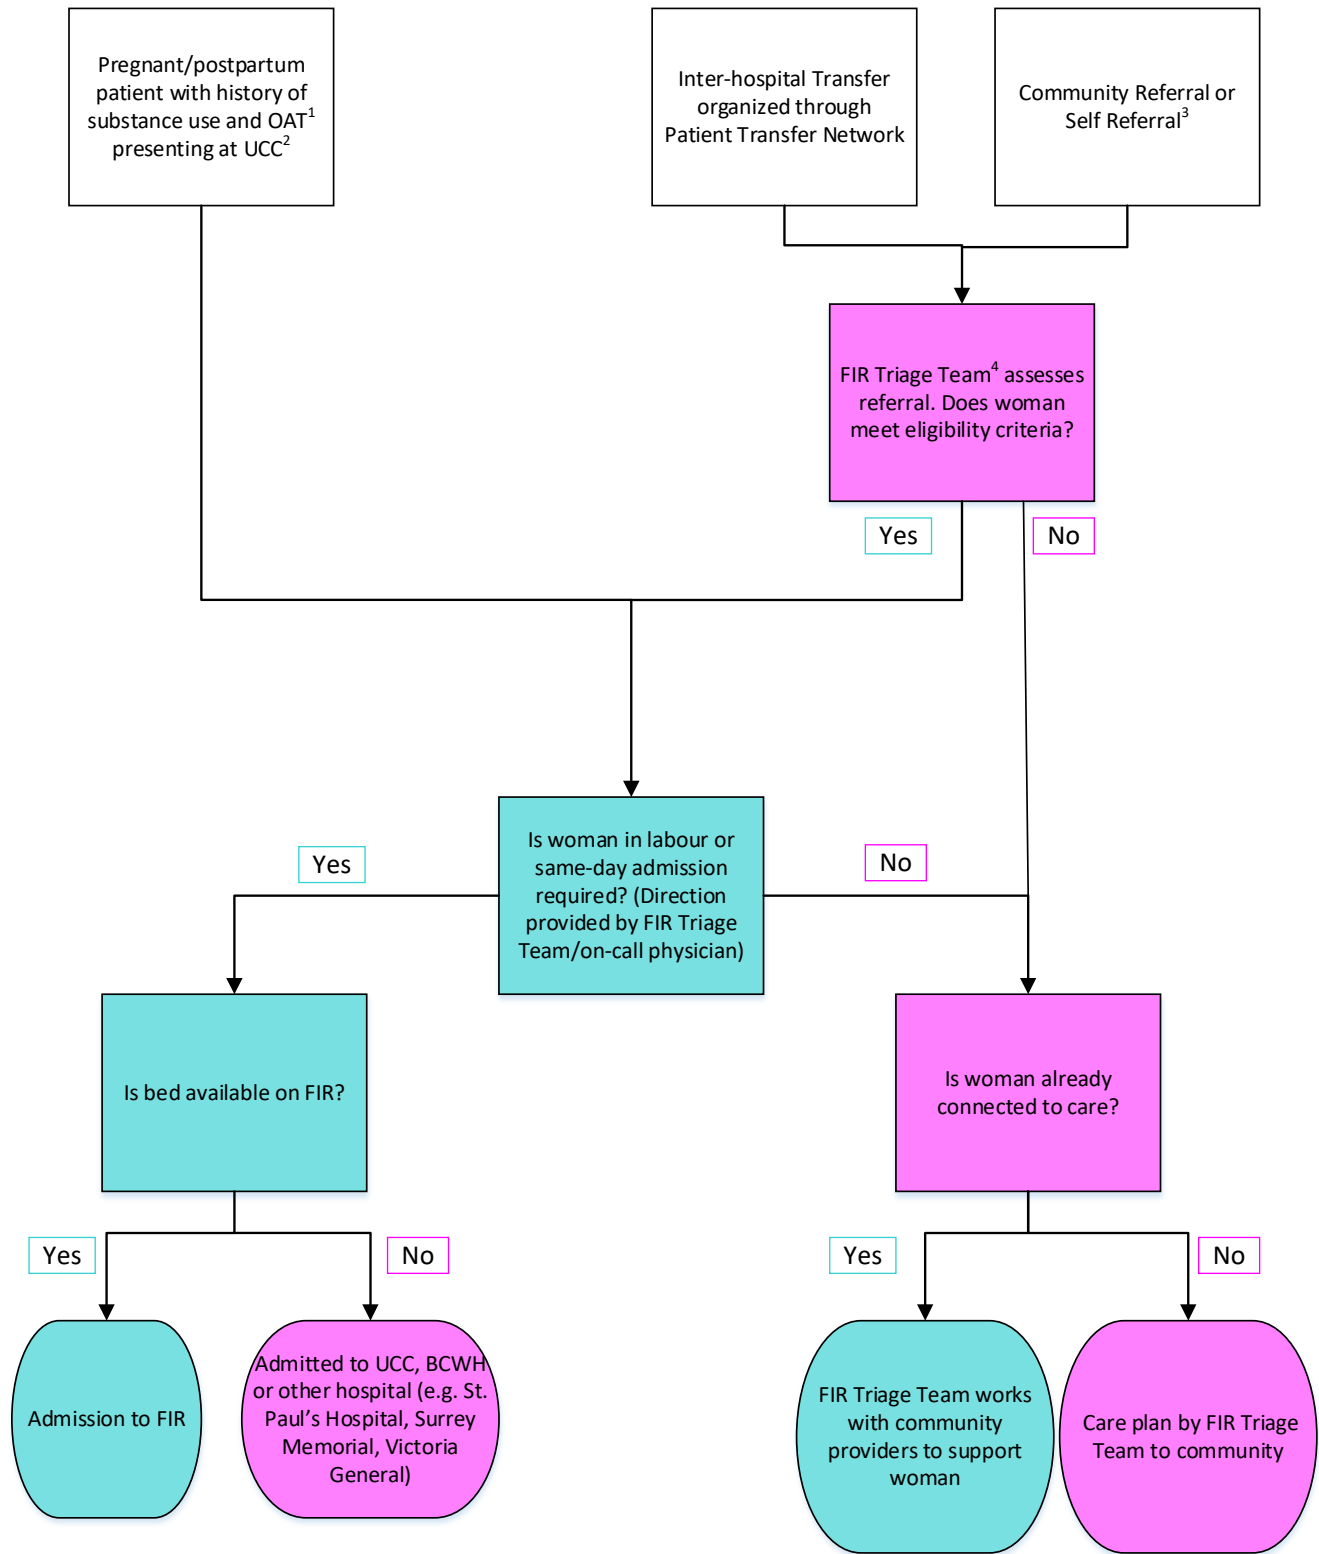 Pregnant/postpartum
patient with history of
substance use and OAT¹
presenting at UCC²
Inter-hospital Transfer
organized through
Patient Transfer Network
Community Referral or
Self Referral³
FIR Triage Team⁴ assesses
referral. Does woman
meet eligibility criteria?
Yes
No
Is woman in labour or
same-day admission
required? (Direction
provided by FIR Triage
Team/on-call physician)
Yes
No
Is bed available on FIR?
Is woman already
connected to care?
Yes
No
Yes
No
Admission to FIR
Admitted to UCC, BCWH
or other hospital (e.g. St.
Paul’s Hospital, Surrey
Memorial, Victoria
General)
FIR Triage Team works
with community
providers to support
woman
Care plan by FIR Triage
Team to community